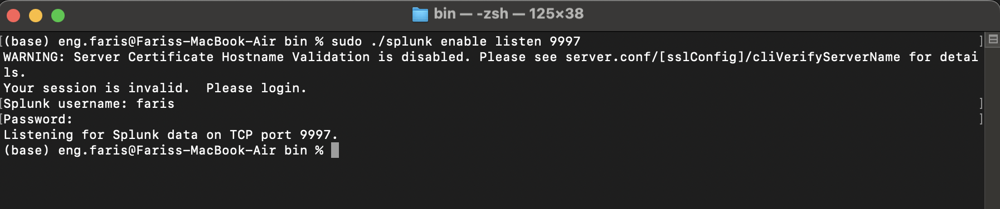 bin — -zsh — 125×38
[(base) eng.faris@Fariss-MacBook-Air bin % sudo ./splunk enable listen 9997 ]
WARNING: Server Certificate Hostname Validation is disabled. Please see server.conf/[sslConfig]/cliVerifyServerName for detai
ls.
Your session is invalid.  Please login.
[Splunk username: faris ]
[Password: ]
Listening for Splunk data on TCP port 9997.
(base) eng.faris@Fariss-MacBook-Air bin %